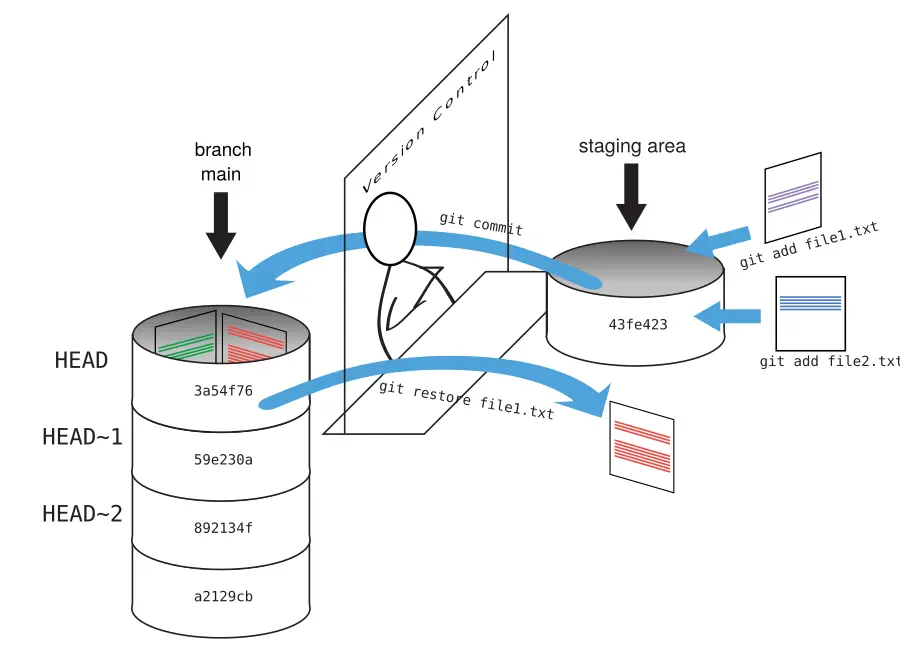 Version Control
branch
main
staging area
git commit
git add file1.txt
43fe423
git add file2.txt
HEAD
3a54f76
git restore file1.txt
HEAD~1
59e230a
HEAD~2
892134f
a2129cb